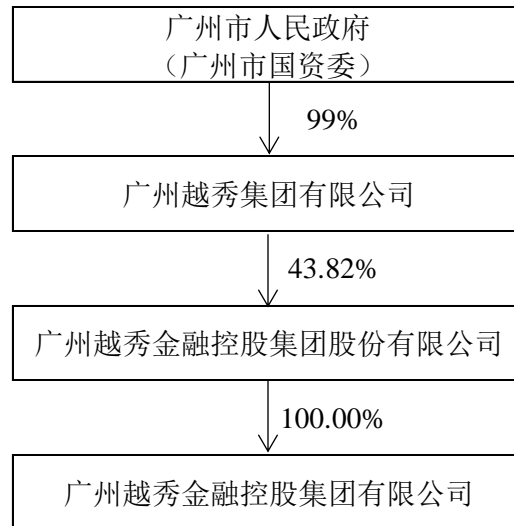 广州市人民政府
（广州市国资委）
99%
广州越秀集团有限公司
43.82%
广州越秀金融控股集团股份有限公司
100.00%
广州越秀金融控股集团有限公司